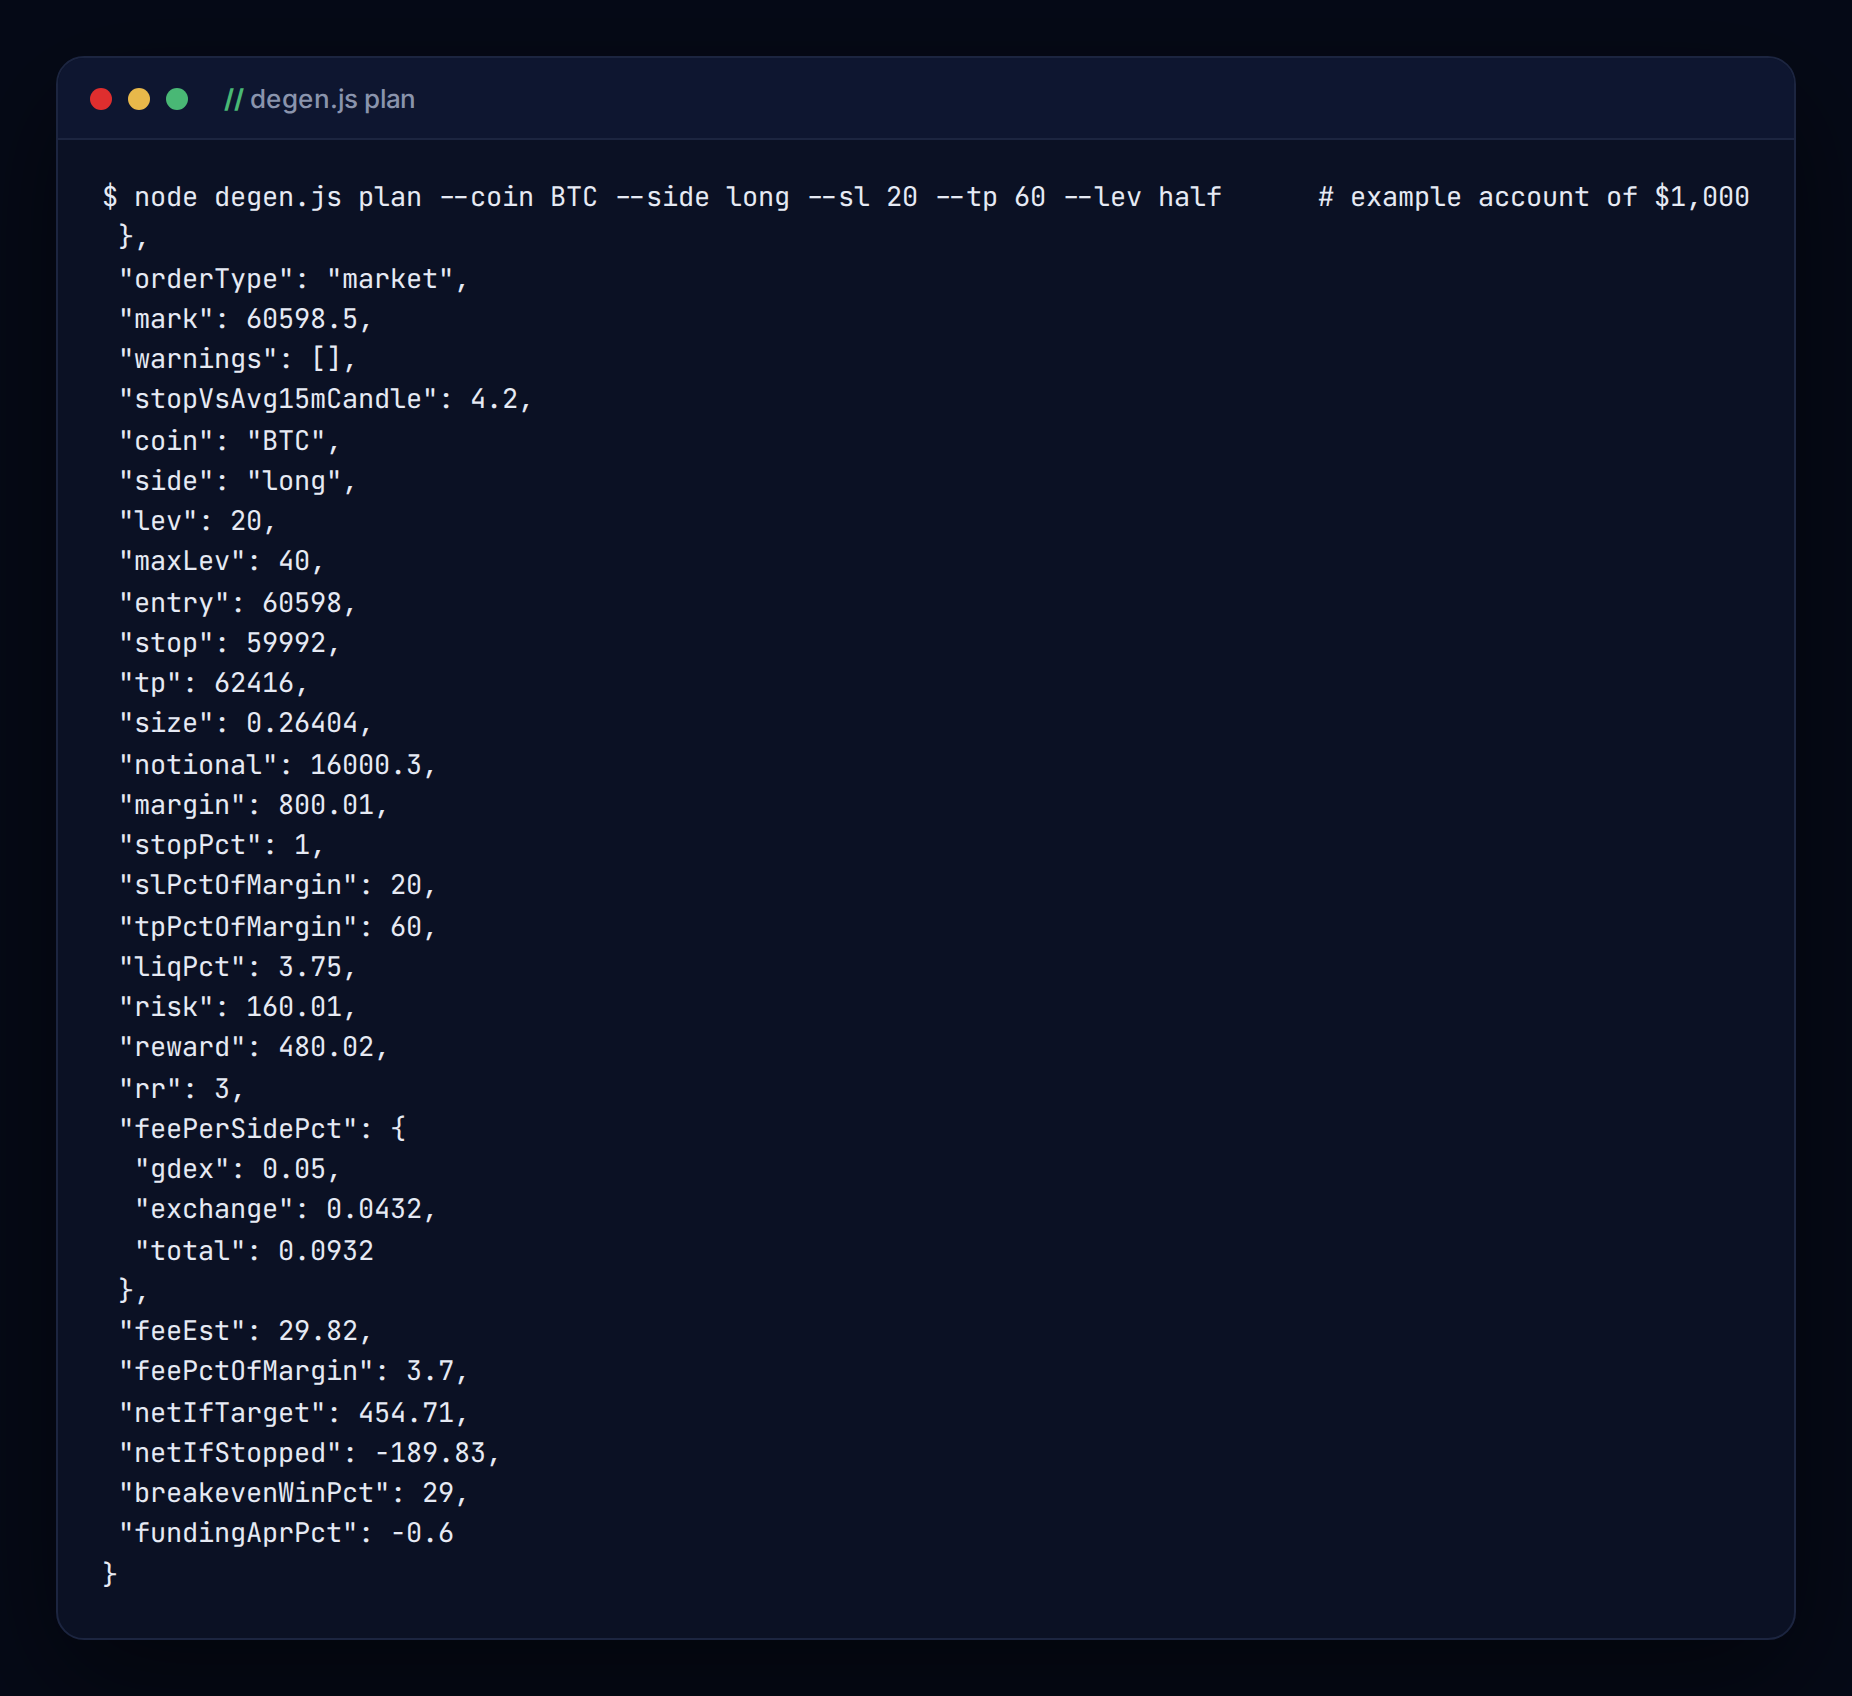 // degen.js plan
$ node degen.js plan --coin BTC --side long --sl 20 --tp 60 --lev half      # example account of $1,000
 },
 "orderType": "market",
 "mark": 60598.5,
 "warnings": [],
 "stopVsAvg15mCandle": 4.2,
 "coin": "BTC",
 "side": "long",
 "lev": 20,
 "maxLev": 40,
 "entry": 60598,
 "stop": 59992,
 "tp": 62416,
 "size": 0.26404,
 "notional": 16000.3,
 "margin": 800.01,
 "stopPct": 1,
 "slPctOfMargin": 20,
 "tpPctOfMargin": 60,
 "liqPct": 3.75,
 "risk": 160.01,
 "reward": 480.02,
 "rr": 3,
 "feePerSidePct": {
  "gdex": 0.05,
  "exchange": 0.0432,
  "total": 0.0932
 },
 "feeEst": 29.82,
 "feePctOfMargin": 3.7,
 "netIfTarget": 454.71,
 "netIfStopped": -189.83,
 "breakevenWinPct": 29,
 "fundingAprPct": -0.6
}